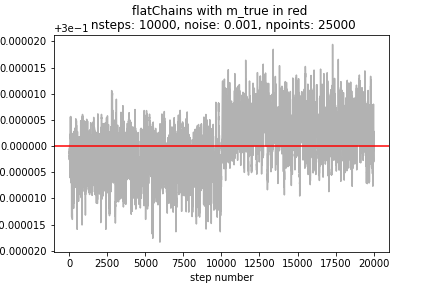 flatChains with m_true in red
+3e−1 nsteps: 10000, noise: 0.001, npoints: 25000
0.000020
0.000015
0.000010
0.000005
0.000000
0.000005
0.000010
0.000015
0.000020
0 2500 5000 7500 10000 12500 15000 17500 20000
step number